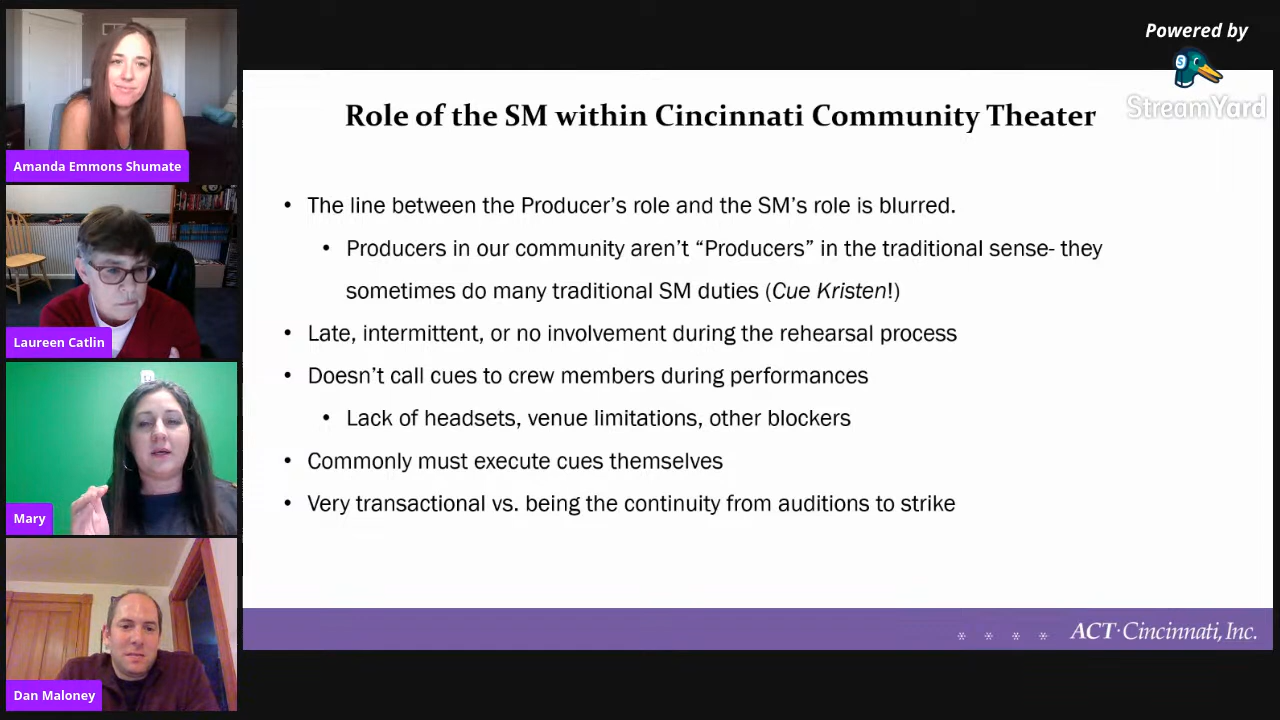 Powered by
StreamYard
Role of the SM within Cincinnati Community Theater
• The line between the Producer’s role and the SM’s role is blurred.
• Producers in our community aren’t “Producers” in the traditional sense- they
sometimes do many traditional SM duties (Cue Kristen!)
• Late, intermittent, or no involvement during the rehearsal process
• Doesn’t call cues to crew members during performances
• Lack of headsets, venue limitations, other blockers
• Commonly must execute cues themselves
• Very transactional vs. being the continuity from auditions to strike
* * * * ACT·Cincinnati, Inc.
Amanda Emmons Shumate
Laureen Catlin
Mary
Dan Maloney